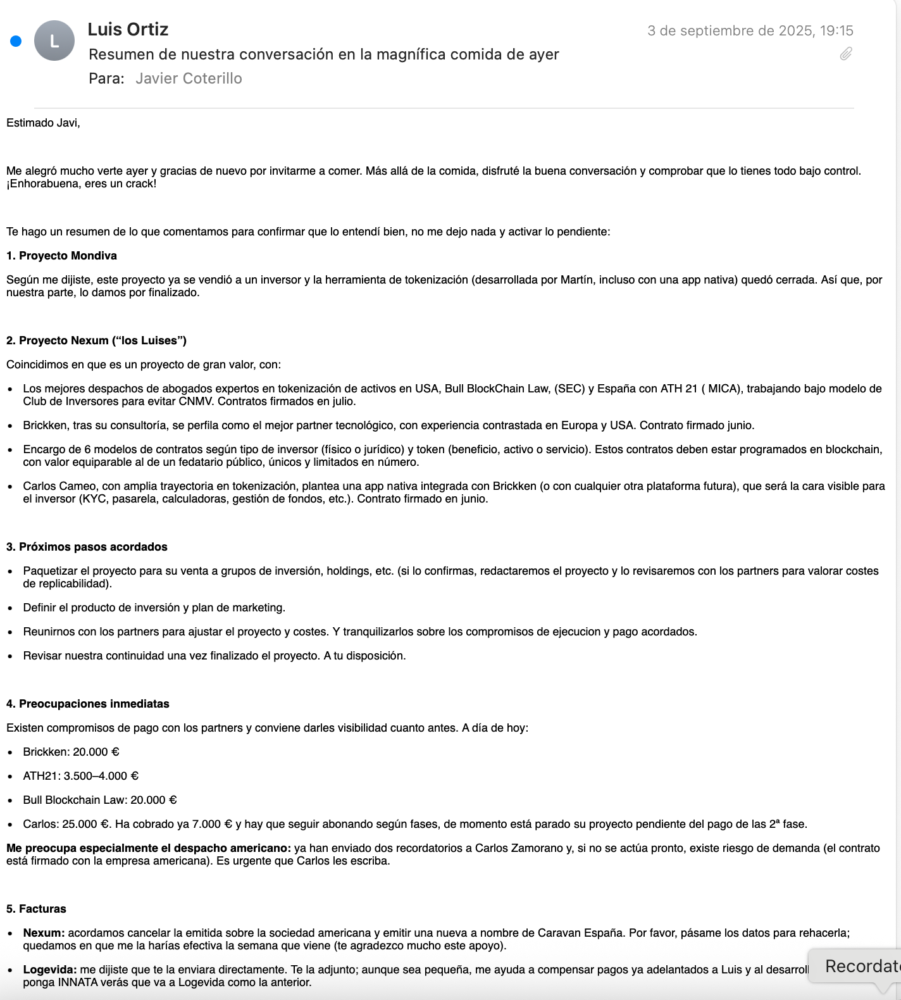 L
Luis Ortiz
3 de septiembre de 2025, 19:15
Resumen de nuestra conversación en la magnífica comida de ayer
Para: Javier Coterillo
Estimado Javi,
Me alegró mucho verte ayer y gracias de nuevo por invitarme a comer. Más allá de la comida, disfruté la buena conversación y comprobar que lo tienes todo bajo control.
¡Enhorabuena, eres un crack!
Te hago un resumen de lo que comentamos para confirmar que lo entendí bien, no me dejo nada y activar lo pendiente:
1. Proyecto Mondiva
Según me dijiste, este proyecto ya se vendió a un inversor y la herramienta de tokenización (desarrollada por Martín, incluso con una app nativa) quedó cerrada. Así que, por
nuestra parte, lo damos por finalizado.
2. Proyecto Nexum (“los Luises”)
Coincidimos en que es un proyecto de gran valor, con:
• Los mejores despachos de abogados expertos en tokenización de activos en USA, Bull BlockChain Law, (SEC) y España con ATH 21 ( MICA), trabajando bajo modelo de
Club de Inversores para evitar CNMV. Contratos firmados en julio.
• Brickken, tras su consultoría, se perfila como el mejor partner tecnológico, con experiencia contrastada en Europa y USA. Contrato firmado junio.
• Encargo de 6 modelos de contratos según tipo de inversor (físico o jurídico) y token (beneficio, activo o servicio). Estos contratos deben estar programados en blockchain,
con valor equiparable al de un fedatario público, únicos y limitados en número.
• Carlos Cameo, con amplia trayectoria en tokenización, plantea una app nativa integrada con Brickken (o con cualquier otra plataforma futura), que será la cara visible para
el inversor (KYC, pasarela, calculadoras, gestión de fondos, etc.). Contrato firmado en junio.
3. Próximos pasos acordados
• Paquetizar el proyecto para su venta a grupos de inversión, holdings, etc. (si lo confirmas, redactaremos el proyecto y lo revisaremos con los partners para valorar costes
de replicabilidad).
• Definir el producto de inversión y plan de marketing.
• Reunirnos con los partners para ajustar el proyecto y costes. Y tranquilizarlos sobre los compromisos de ejecucion y pago acordados.
• Revisar nuestra continuidad una vez finalizado el proyecto. A tu disposición.
4. Preocupaciones inmediatas
Existen compromisos de pago con los partners y conviene darles visibilidad cuanto antes. A día de hoy:
• Brickken: 20.000 €
• ATH21: 3.500–4.000 €
• Bull Blockchain Law: 20.000 €
• Carlos: 25.000 €. Ha cobrado ya 7.000 € y hay que seguir abonando según fases, de momento está parado su proyecto pendiente del pago de las 2ª fase.
Me preocupa especialmente el despacho americano: ya han enviado dos recordatorios a Carlos Zamorano y, si no se actúa pronto, existe riesgo de demanda (el contrato
está firmado con la empresa americana). Es urgente que Carlos les escriba.
5. Facturas
• Nexum: acordamos cancelar la emitida sobre la sociedad americana y emitir una nueva a nombre de Caravan España. Por favor, pásame los datos para rehacerla;
quedamos en que me la harías efectiva la semana que viene (te agradezco mucho este apoyo).
• Logevida: me dijiste que te la enviara directamente. Te la adjunto; aunque sea pequeña, me ayuda a compensar pagos ya adelantados a Luis y al
ponga INNATA verás que va a Logevida como la anterior.